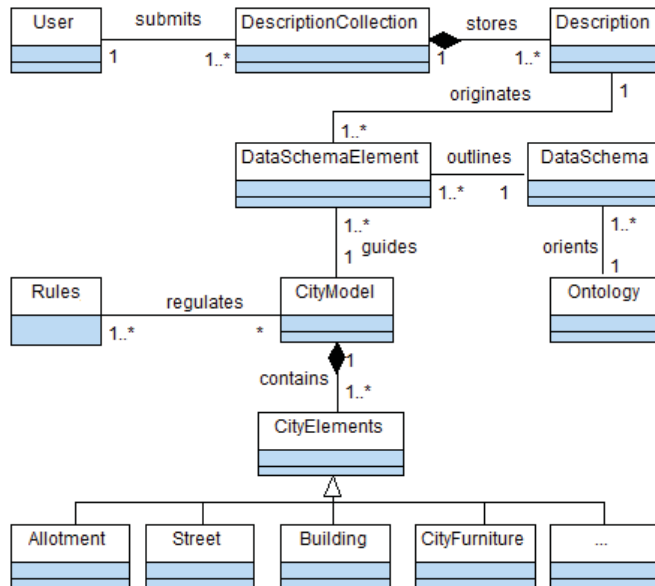 User
submits
DescriptionCollection
stores
Description
1
1..*
1
1..*
originates
1
1..*
DataSchemaElement
outlines
DataSchema
1..*
1
1..*
1..*
guides
orients
1
1
Rules
regulates
CityModel
Ontology
1..*
*
1
contains
1..*
CityElements
Allotment
Street
Building
CityFurniture
...